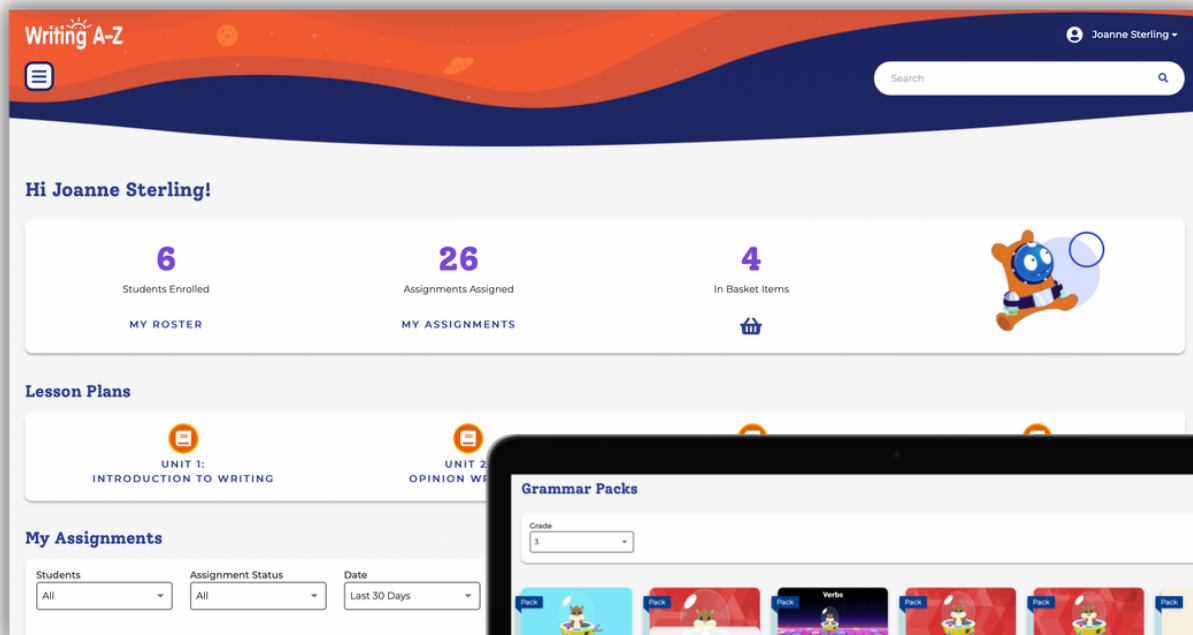 Writing A-Z
Joanne Sterling
Search
Hi Joanne Sterling!
6
Students Enrolled
MY ROSTER
26
Assignments Assigned
MY ASSIGNMENTS
4
In Basket Items
Lesson Plans
UNIT 1:
INTRODUCTION TO WRITING
UNIT 2
OPINION
My Assignments
Students
All
Assignment Status
All
Date
Last 30 Days
Grammar Packs
Grade
3
Pack
Pack
Verbs
Pack
Pack
Pack
Pack